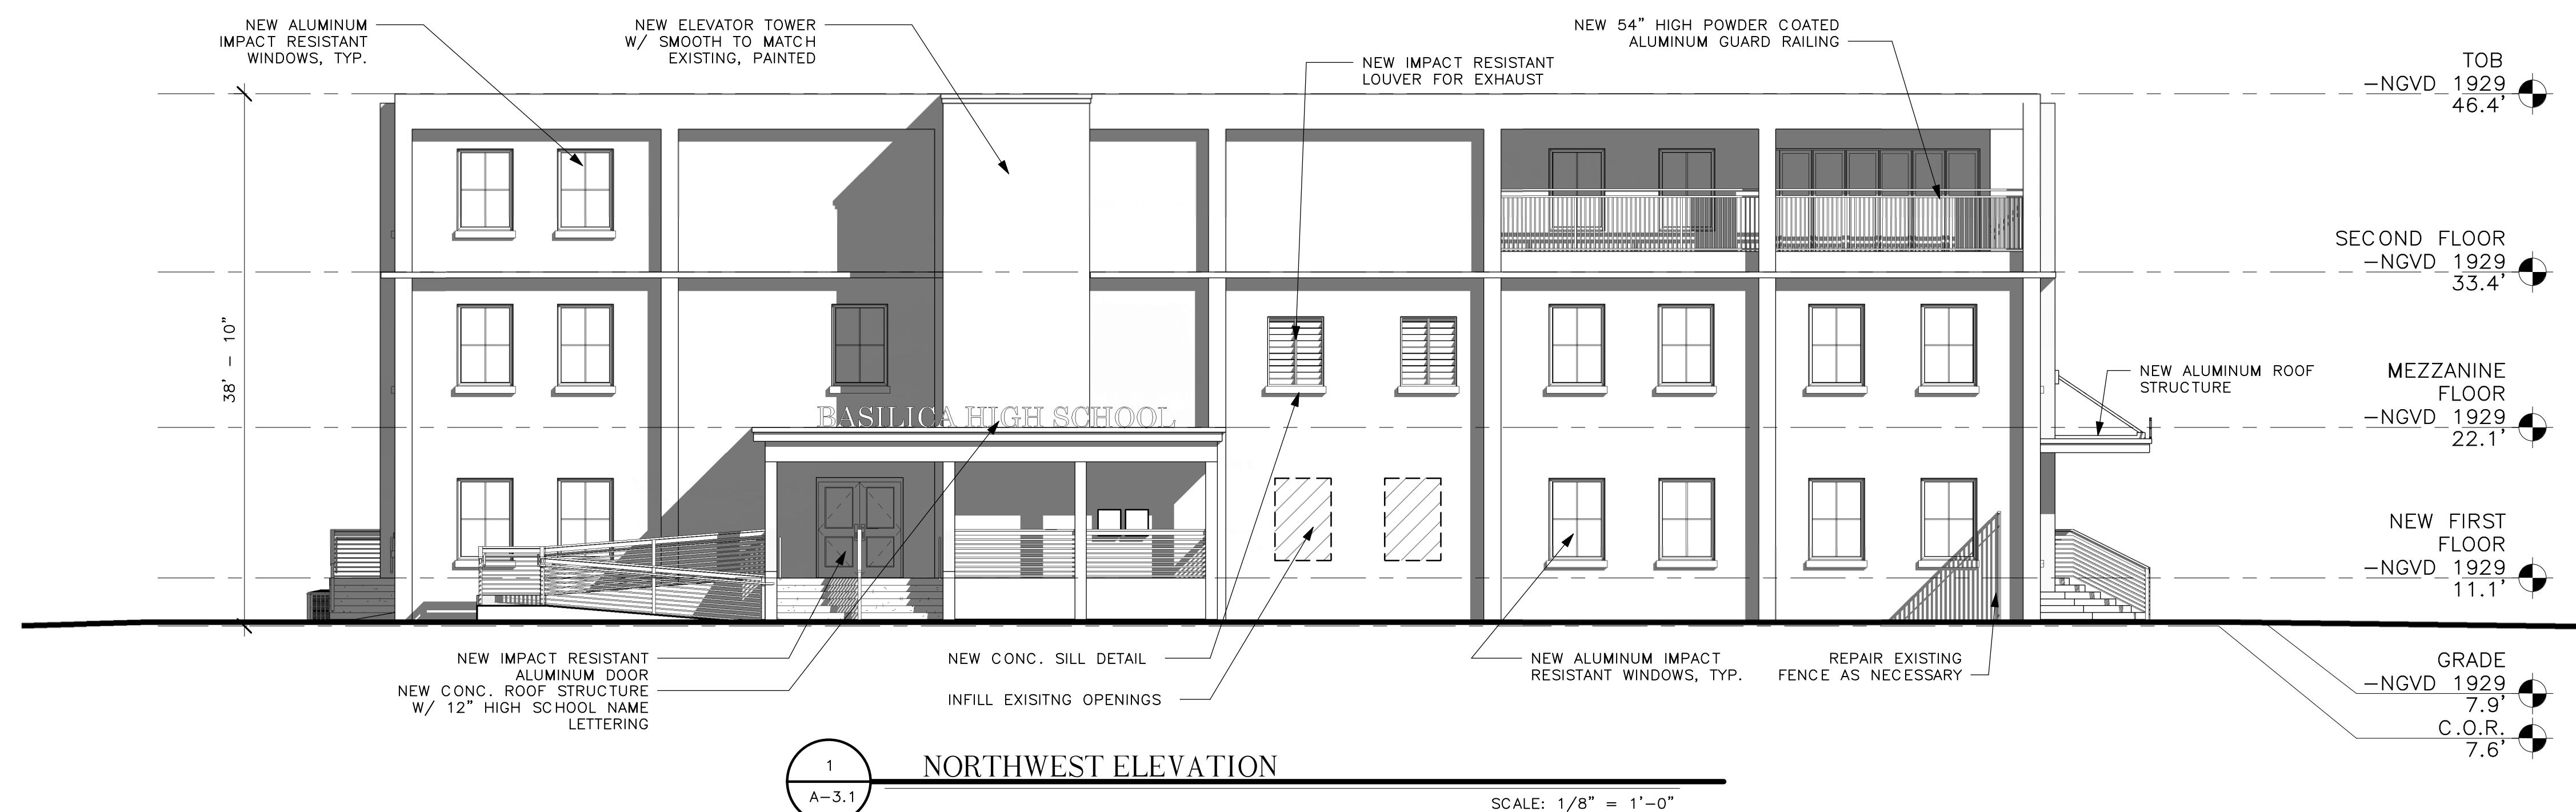 NEW ALUMINUM
IMPACT RESISTANT
WINDOWS, TYP.
NEW ELEVATOR TOWER
W/ SMOOTH TO MATCH
EXISTING, PAINTED
NEW IMPACT RESISTANT
LOUVER FOR EXHAUST
NEW 54" HIGH POWDER COATED
ALUMINUM GUARD RAILING
TOB
-NGVD 1929
46.4'
SECOND FLOOR
-NGVD 1929
33.4'
38' - 10"
NEW ALUMINUM ROOF
STRUCTURE
MEZZANINE
FLOOR
-NGVD 1929
22.1'
BASILICA HIGH SCHOOL
NEW FIRST
FLOOR
-NGVD 1929
11.1'
NEW IMPACT RESISTANT
ALUMINUM DOOR
NEW CONC. ROOF STRUCTURE
W/ 12" HIGH SCHOOL NAME
LETTERING
NEW CONC. SILL DETAIL
INFILL EXISITNG OPENINGS
NEW ALUMINUM IMPACT
RESISTANT WINDOWS, TYP.
REPAIR EXISTING
FENCE AS NECESSARY
GRADE
-NGVD 1929
7.9'
C.O.R.
7.6'
1
A-3.1
NORTHWEST ELEVATION
SCALE: 1/8" = 1'-0"